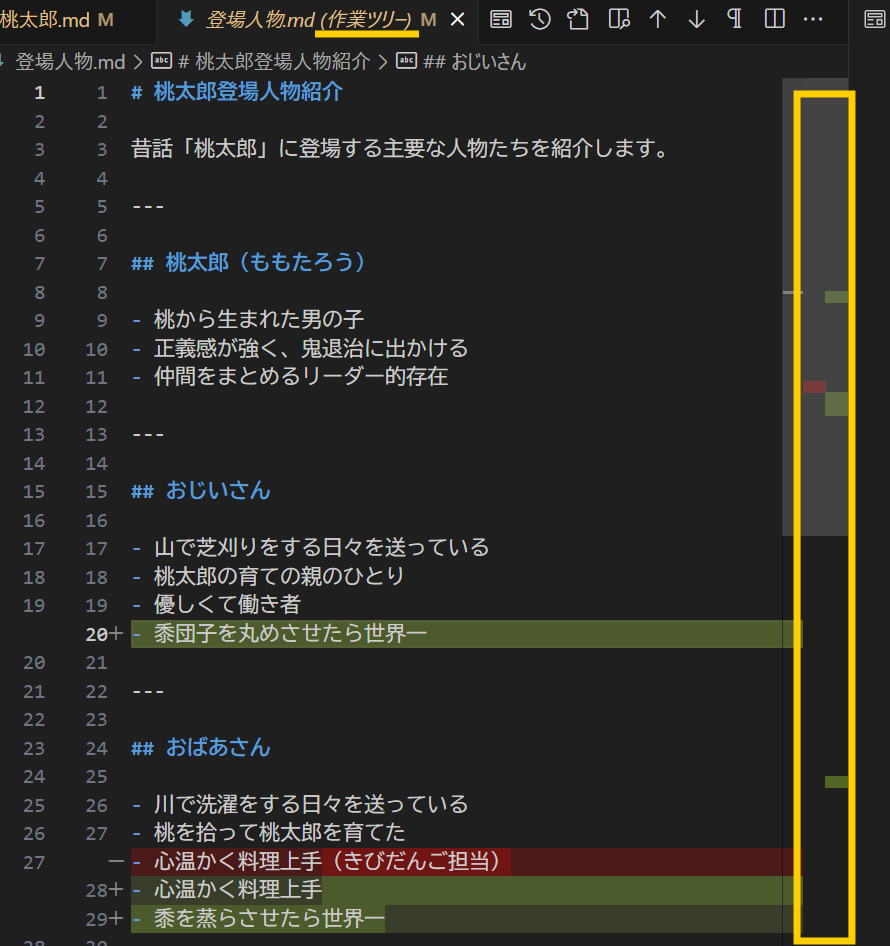 桃太郎.md M 登場人物.md (作業ツリー) M
登場人物.md > abc # 桃太郎登場人物紹介 > abc ## おじいさん
1 1 # 桃太郎登場人物紹介
2 2
3 3 昔話「桃太郎」に登場する主要な人物たちを紹介します。
4 4
5 5 ---
6 6
7 7 ## 桃太郎（ももたろう）
8 8
9 9 - 桃から生まれた男の子
10 10 - 正義感が強く、鬼退治に出かける
11 11 - 仲間をまとめるリーダー的存在
12 12
13 13 ---
14 14
15 15 ## おじいさん
16 16
17 17 - 山で芝刈りをする日々を送っている
18 18 - 桃太郎の育ての親のひとり
19 19 - 優しくて働き者
20+ - 黍団子を丸めさせたら世界一
20 21
21 22 ---
22 23
23 24 ## おばあさん
24 25
25 26 - 川で洗濯をする日々を送っている
26 27 - 桃を拾って桃太郎を育てた
27 - - 心温かく料理上手（きびだんご担当）
28+ - 心温かく料理上手
29+ - 黍を蒸らさせたら世界一
28 30